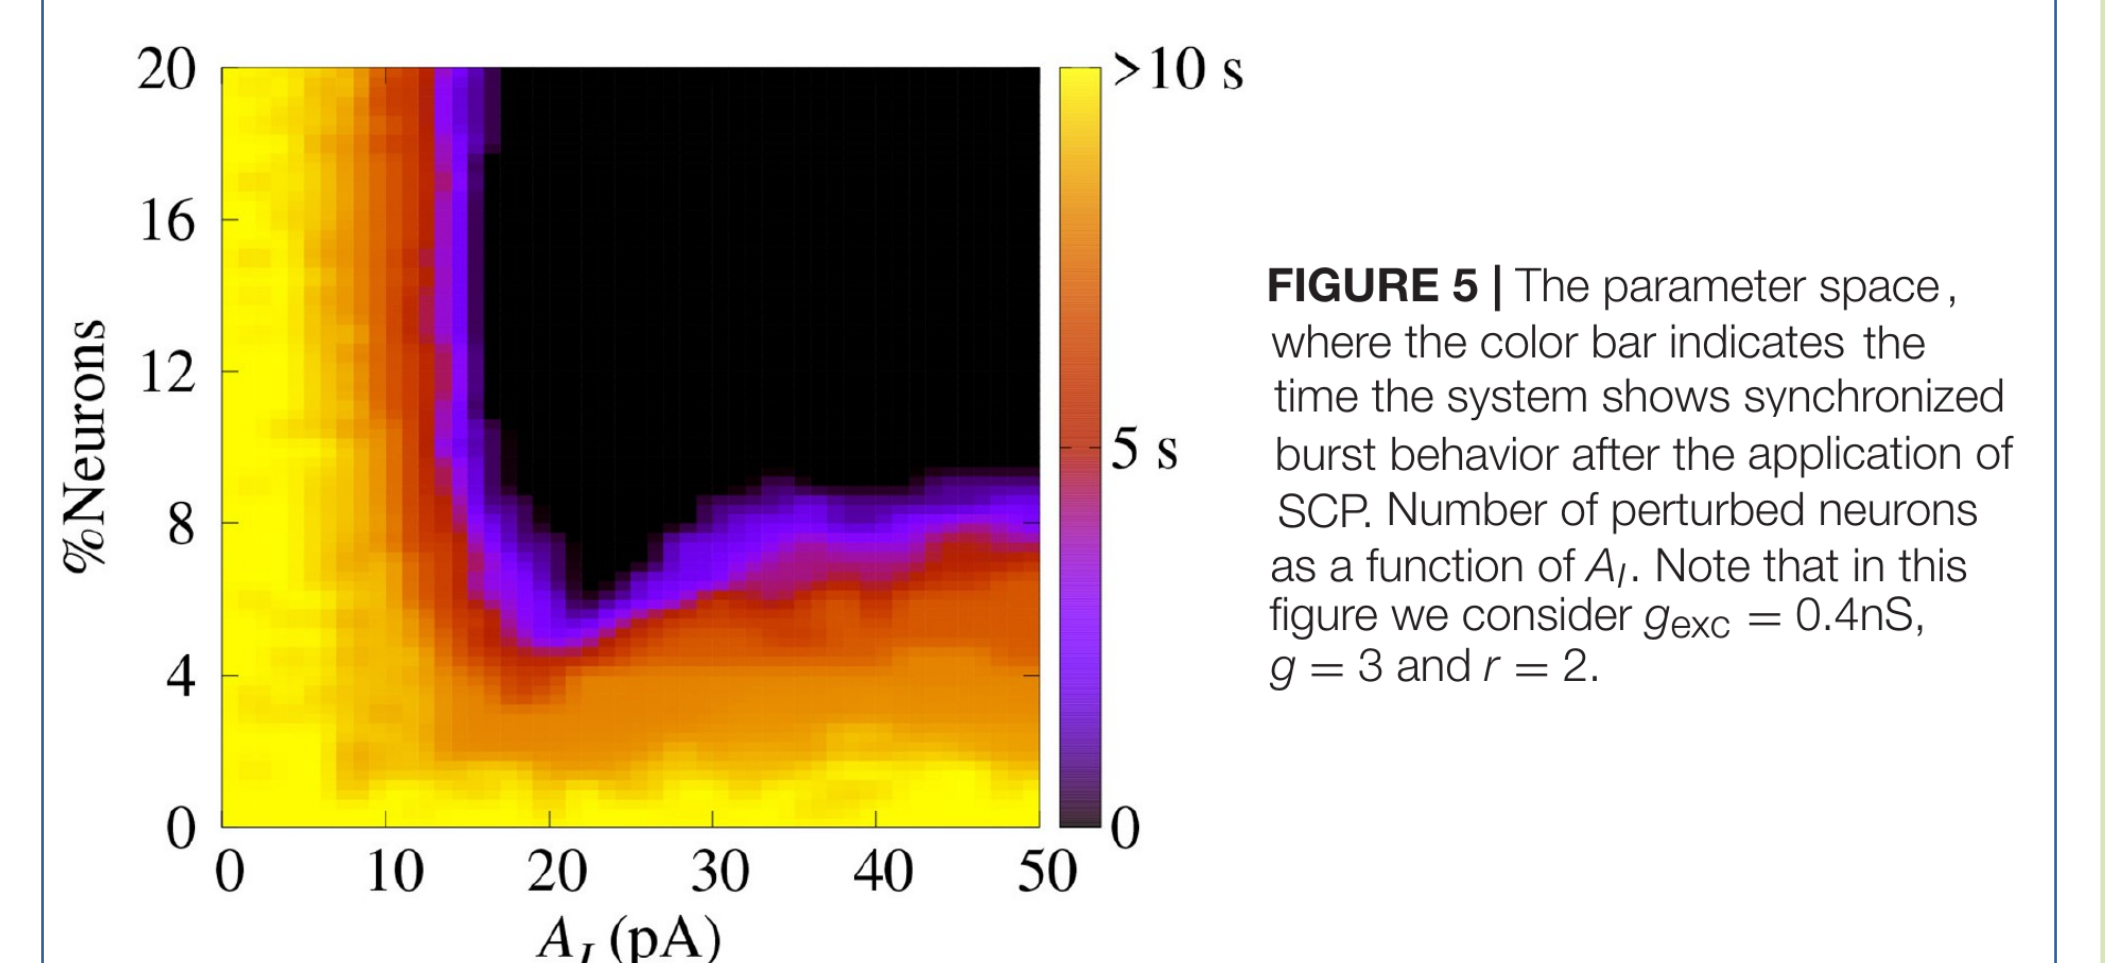 20
16
12
8
4
0
%Neurons
0 10 20 30 40 50
A_I (pA)
>10 s
5 s
0
FIGURE 5 | The parameter space,
where the color bar indicates the
time the system shows synchronized
burst behavior after the application of
SCP. Number of perturbed neurons
as a function of A_I. Note that in this
figure we consider g_exc = 0.4nS,
g = 3 and r = 2.